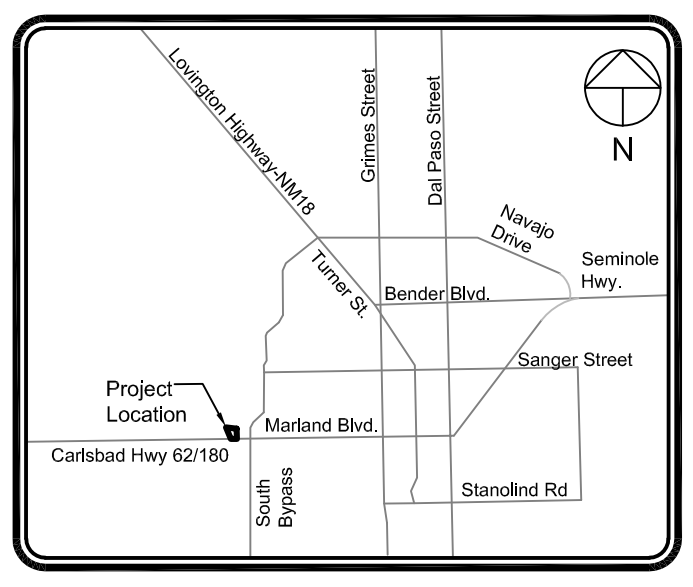 Lovington Highway-NM18
Grimes Street
Dal Paso Street
N
Navajo
Drive
Seminole
Hwy.
Turner St.
Bender Blvd.
Sanger Street
Project
Location
Marland Blvd.
Carlsbad Hwy 62/180
South
Bypass
Stanolind Rd